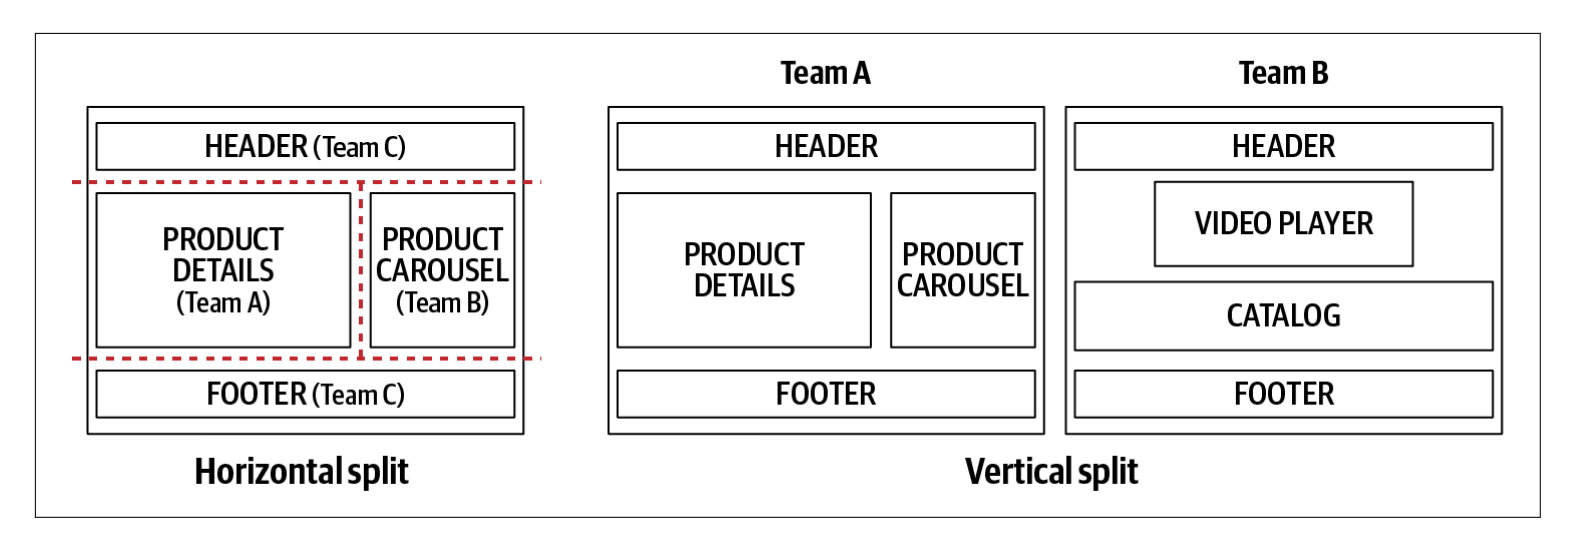 HEADER (Team C)
PRODUCT
DETAILS
(Team A)
PRODUCT
CAROUSEL
(Team B)
FOOTER (Team C)
Horizontal split
Team A
HEADER
PRODUCT
DETAILS
PRODUCT
CAROUSEL
FOOTER
Team B
HEADER
VIDEO PLAYER
CATALOG
FOOTER
Vertical split